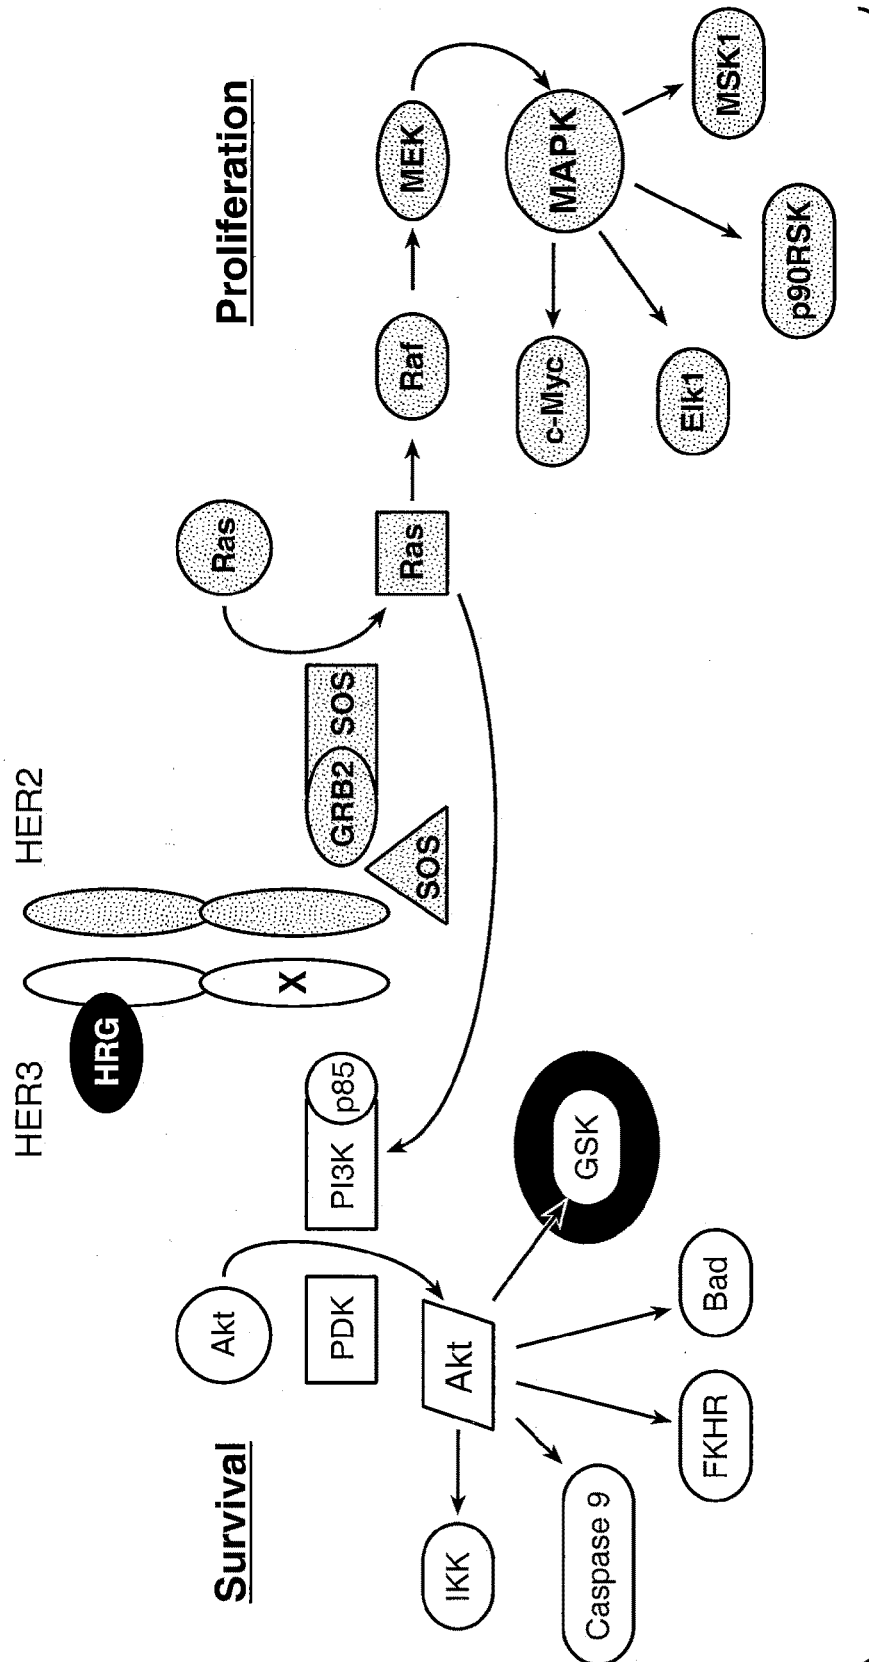 HER3
HER2
HRG
X
Survival
Proliferation
Akt
Ras
PDK
PI3K
p85
GRB2
SOS
SOS
Akt
Ras
Raf
MEK
IKK
GSK
c-Myc
MAPK
Caspase 9
FKHR
Bad
Elk1
p90RSK
MSK1